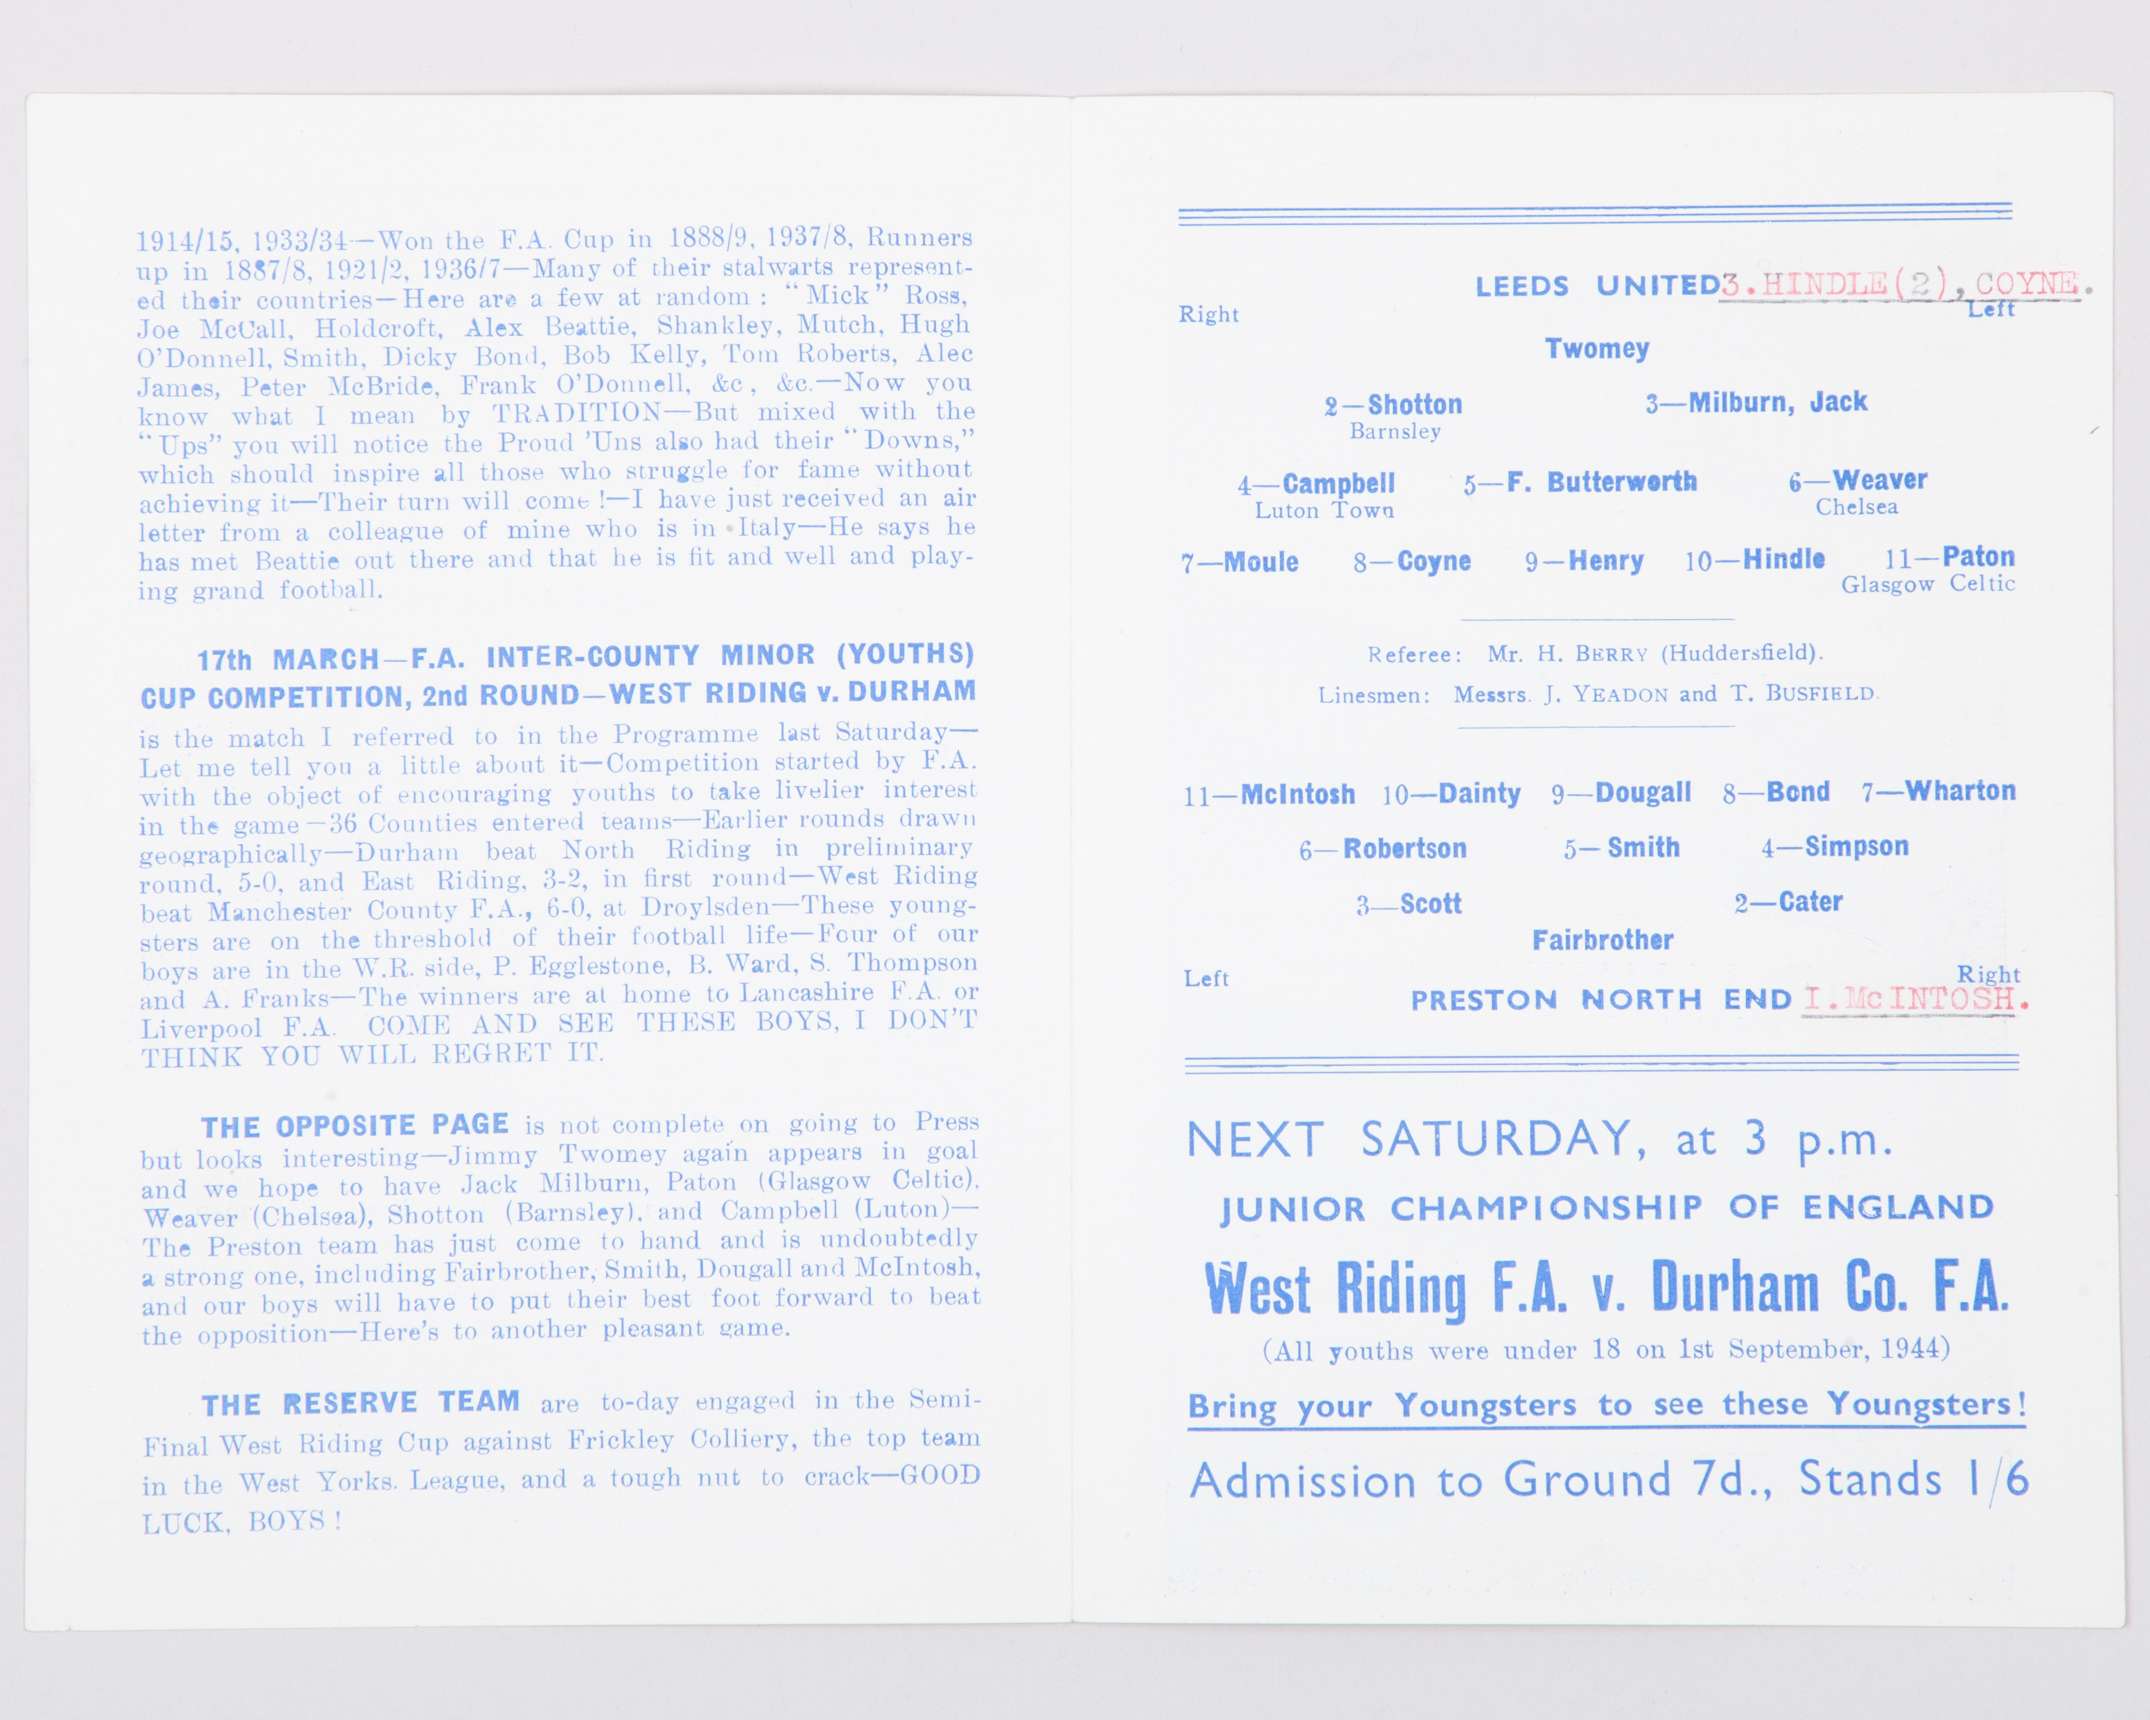 1914/15, 1933/34—Won the F.A. Cup in 1888/9, 1937/8, Runners
up in 1887/8, 1921/2, 1936/7—Many of their stalwarts represent-
ed their countries—Here are a few at random : "Mick" Ross,
Joe McCall, Holdcroft, Alex Beattie, Shankley, Mutch, Hugh
O'Donnell, Smith, Dicky Bond, Bob Kelly, Tom Roberts, Alec
James, Peter McBride, Frank O'Donnell, &c, &c.—Now you
know what I mean by TRADITION—But mixed with the
"Ups" you will notice the Proud 'Uns also had their "Downs,"
which should inspire all those who struggle for fame without
achieving it—Their turn will come !—I have just received an air
letter from a colleague of mine who is in Italy—He says he
has met Beattie out there and that he is fit and well and play-
ing grand football.
17th MARCH—F.A. INTER-COUNTY MINOR (YOUTHS)
CUP COMPETITION, 2nd ROUND—WEST RIDING v. DURHAM
is the match I referred to in the Programme last Saturday—
Let me tell you a little about it—Competition started by F.A.
with the object of encouraging youths to take livelier interest
in the game—36 Counties entered teams—Earlier rounds drawn
geographically—Durham beat North Riding in preliminary
round, 5-0, and East Riding, 3-2, in first round—West Riding
beat Manchester County F.A., 6-0, at Droylsden—These young-
sters are on the threshold of their football life—Four of our
boys are in the W.R. side, P. Egglestone, B. Ward, S. Thompson
and A. Franks—The winners are at home to Lancashire F.A. or
Liverpool F.A. COME AND SEE THESE BOYS, I DON'T
THINK YOU WILL REGRET IT.
THE OPPOSITE PAGE is not complete on going to Press
but looks interesting—Jimmy Twomey again appears in goal
and we hope to have Jack Milburn, Paton (Glasgow Celtic),
Weaver (Chelsea), Shotton (Barnsley), and Campbell (Luton)—
The Preston team has just come to hand and is undoubtedly
a strong one, including Fairbrother, Smith, Dougall and McIntosh,
and our boys will have to put their best foot forward to beat
the opposition—Here's to another pleasant game.
THE RESERVE TEAM are to-day engaged in the Semi-
Final West Riding Cup against Frickley Colliery, the top team
in the West Yorks. League, and a tough nut to crack—GOOD
LUCK, BOYS !
LEEDS UNITED 3.HINDLE(2),COYNE.
Right Left
Twomey
2—Shotton 3—Milburn, Jack
Barnsley
4—Campbell 5—F. Butterworth 6—Weaver
Luton Town Chelsea
7—Moule 8—Coyne 9—Henry 10—Hindle 11—Paton
Glasgow Celtic
Referee: Mr. H. BERRY (Huddersfield).
Linesmen: Messrs. J. YEADON and T. BUSFIELD.
11—McIntosh 10—Dainty 9—Dougall 8—Bond 7—Wharton
6—Robertson 5—Smith 4—Simpson
3—Scott 2—Cater
Fairbrother
Left Right
PRESTON NORTH END I.McINTOSH.
NEXT SATURDAY, at 3 p.m.
JUNIOR CHAMPIONSHIP OF ENGLAND
West Riding F.A. v. Durham Co. F.A.
(All youths were under 18 on 1st September, 1944)
Bring your Youngsters to see these Youngsters!
Admission to Ground 7d., Stands 1/6